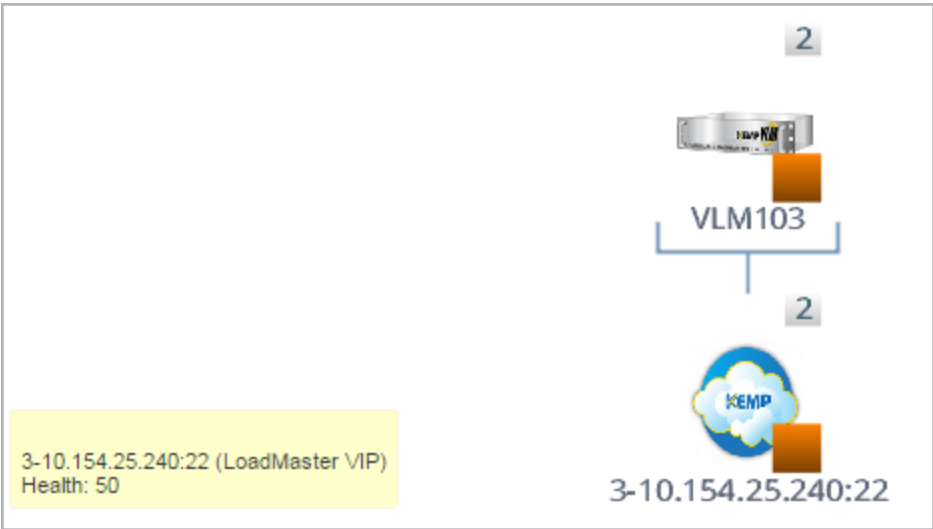 2
VLM103
2
KEMP
3-10.154.25.240:22
3-10.154.25.240:22 (LoadMaster VIP)
Health: 50